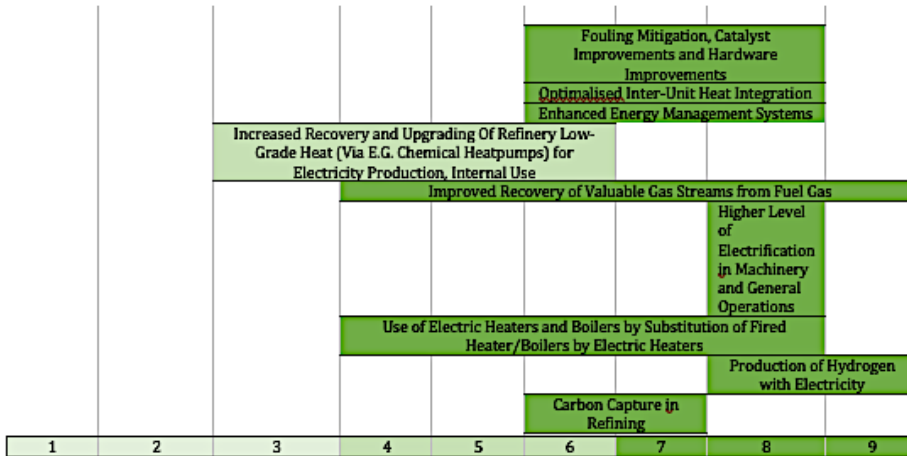 Fouling Mitigation, Catalyst
Improvements and Hardware
Improvements
Optimalised Inter-Unit Heat Integration
Enhanced Energy Management Systems
Increased Recovery and Upgrading Of Refinery Low-
Grade Heat (Via E.G. Chemical Heatpumps) for
Electricity Production, Internal Use
Improved Recovery of Valuable Gas Streams from Fuel Gas
Higher Level
of
Electrification
in Machinery
and General
Operations
Use of Electric Heaters and Boilers by Substitution of Fired
Heater/Boilers by Electric Heaters
Production of Hydrogen
with Electricity
Carbon Capture in
Refining
1 2 3 4 5 6 7 8 9